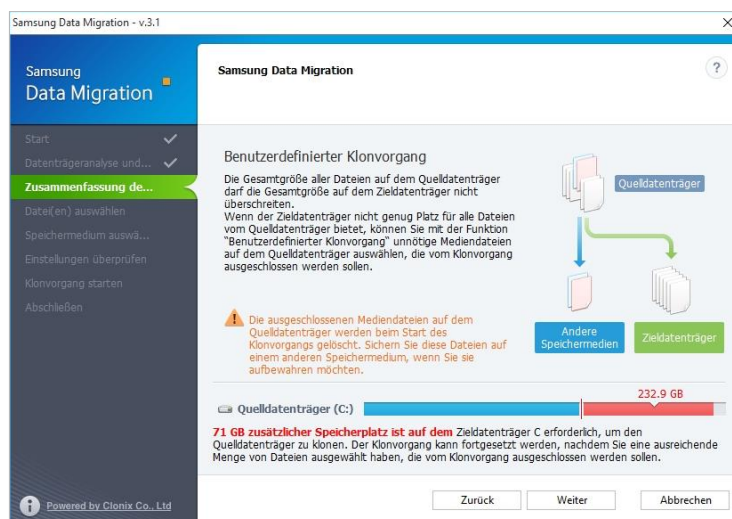 Samsung Data Migration - v.3.1
Samsung
Data Migration
Start
Datenträgeranalyse und...
Zusammenfassung de...
Datei(en) auswählen
Speichermedium auswä...
Einstellungen überprüfen
Klonvorgang starten
Abschließen
Powered by Clonix Co., Ltd
Samsung Data Migration
?
Benutzerdefinierter Klonvorgang
Die Gesamtgröße aller Dateien auf dem Quelldatenträger
darf die Gesamtgröße auf dem Zieldatenträger nicht
überschreiten.
Wenn der Zieldatenträger nicht genug Platz für alle Dateien
vom Quelldatenträger bietet, können Sie mit der Funktion
"Benutzerdefinierter Klonvorgang" unnötige Mediendateien
auf dem Quelldatenträger auswählen, die vom Klonvorgang
ausgeschlossen werden sollen.
Die ausgeschlossenen Mediendateien auf dem
Quelldatenträger werden beim Start des
Klonvorgangs gelöscht. Sichern Sie diese Dateien auf
einem anderen Speichermedium, wenn Sie sie
aufbewahren möchten.
Quelldatenträger
Andere
Speichermedien
Zieldatenträger
232.9 GB
Quelldatenträger (C:)
71 GB zusätzlicher Speicherplatz ist auf dem Zieldatenträger C erforderlich, um den
Quelldatenträger zu klonen. Der Klonvorgang kann fortgesetzt werden, nachdem Sie eine ausreichende
Menge von Dateien ausgewählt haben, die vom Klonvorgang ausgeschlossen werden sollen.
Zurück
Weiter
Abbrechen